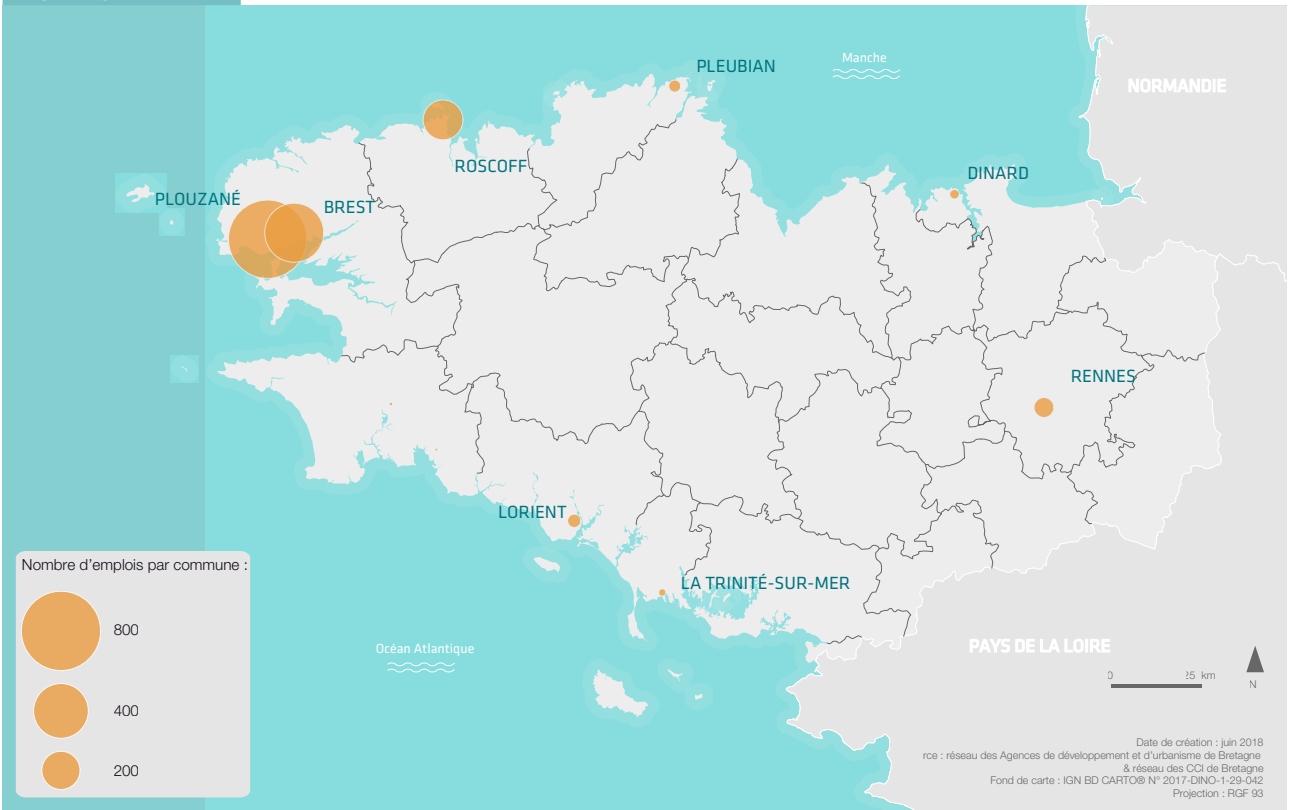 PLEUBIAN
Manche
NORMANDIE
ROSCOFF
DINARD
PLOUZANÉ
BREST
RENNES
LORIENT
LA TRINITÉ-SUR-MER
Nombre d'emplois par commune :
800
400
200
Océan Atlantique
PAYS DE LA LOIRE
0 25 km
N
Date de création : juin 2018
rce : réseau des Agences de développement et d'urbanisme de Bretagne
& réseau des CCI de Bretagne
Fond de carte : IGN BD CARTO® N° 2017-DINO-1-29-042
Projection : RGF 93